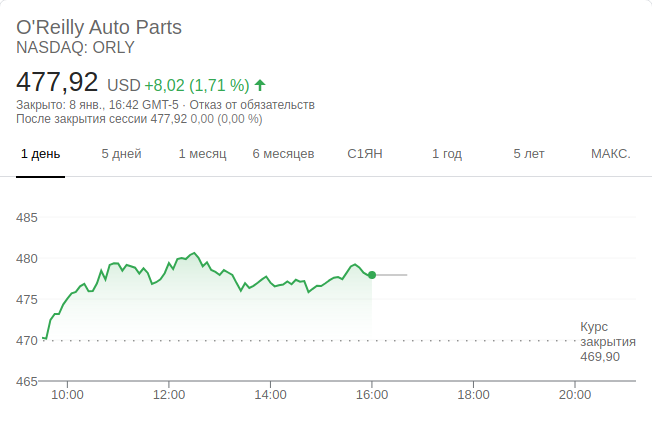 O'Reilly Auto Parts
NASDAQ: ORLY
477,92 USD +8,02 (1,71 %)
Закрыто: 8 янв., 16:42 GMT-5 · Отказ от обязательств
После закрытия сессии 477,92 0,00 (0,00 %)
1 день 5 дней 1 месяц 6 месяцев С1ЯН 1 год 5 лет МАКС.
485
480
475
470
465
Курс
закрытия
469,90
10:00 12:00 14:00 16:00 18:00 20:00